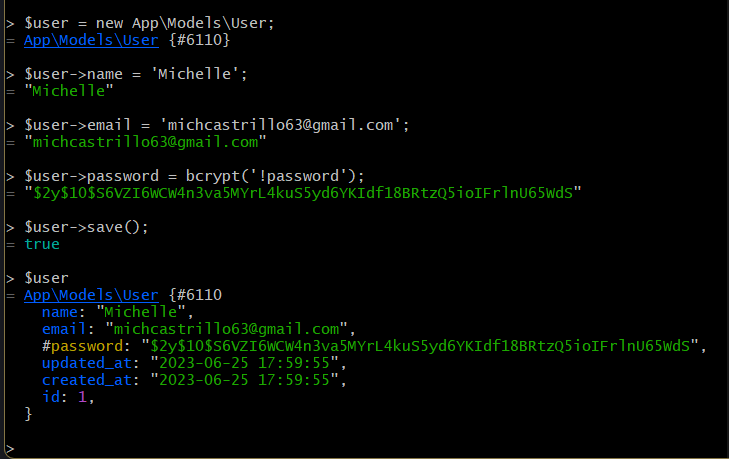 > $user = new App\Models\User;
= App\Models\User {#6110}
> $user->name = 'Michelle';
= "Michelle"
> $user->email = 'michcastrillo63@gmail.com';
= "michcastrillo63@gmail.com"
> $user->password = bcrypt('!password');
= "$2y$10$S6VZI6WCW4n3va5MYrL4kuS5yd6YKIdf18BRtzQ5ioIFrlnU65WdS"
> $user->save();
= true
> $user
= App\Models\User {#6110
name: "Michelle",
email: "michcastrillo63@gmail.com",
#password: "$2y$10$S6VZI6WCW4n3va5MYrL4kuS5yd6YKIdf18BRtzQ5ioIFrlnU65WdS",
updated_at: "2023-06-25 17:59:55",
created_at: "2023-06-25 17:59:55",
id: 1,
}
>